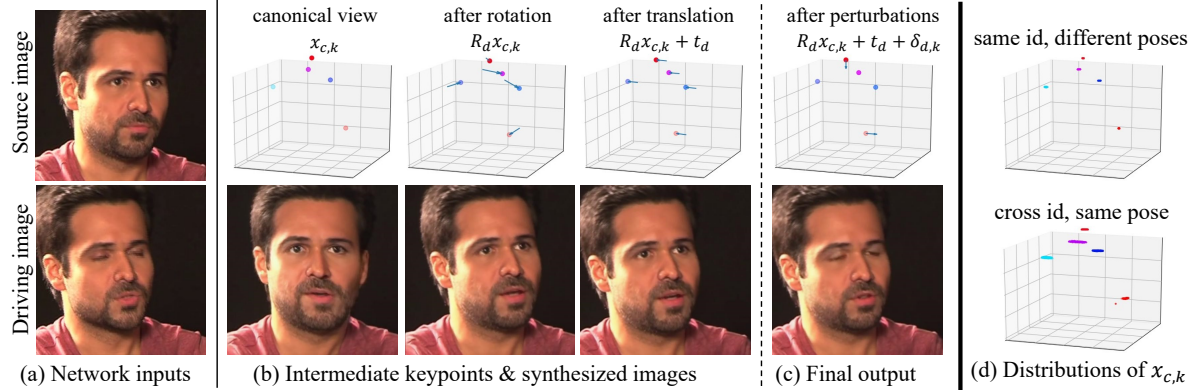 Source image
Driving image
(a) Network inputs
canonical view
x_{c,k}
after rotation
R_d x_{c,k}
after translation
R_d x_{c,k} + t_d
(b) Intermediate keypoints & synthesized images
after perturbations
R_d x_{c,k} + t_d + δ_{d,k}
(c) Final output
same id, different poses
cross id, same pose
(d) Distributions of x_{c,k}